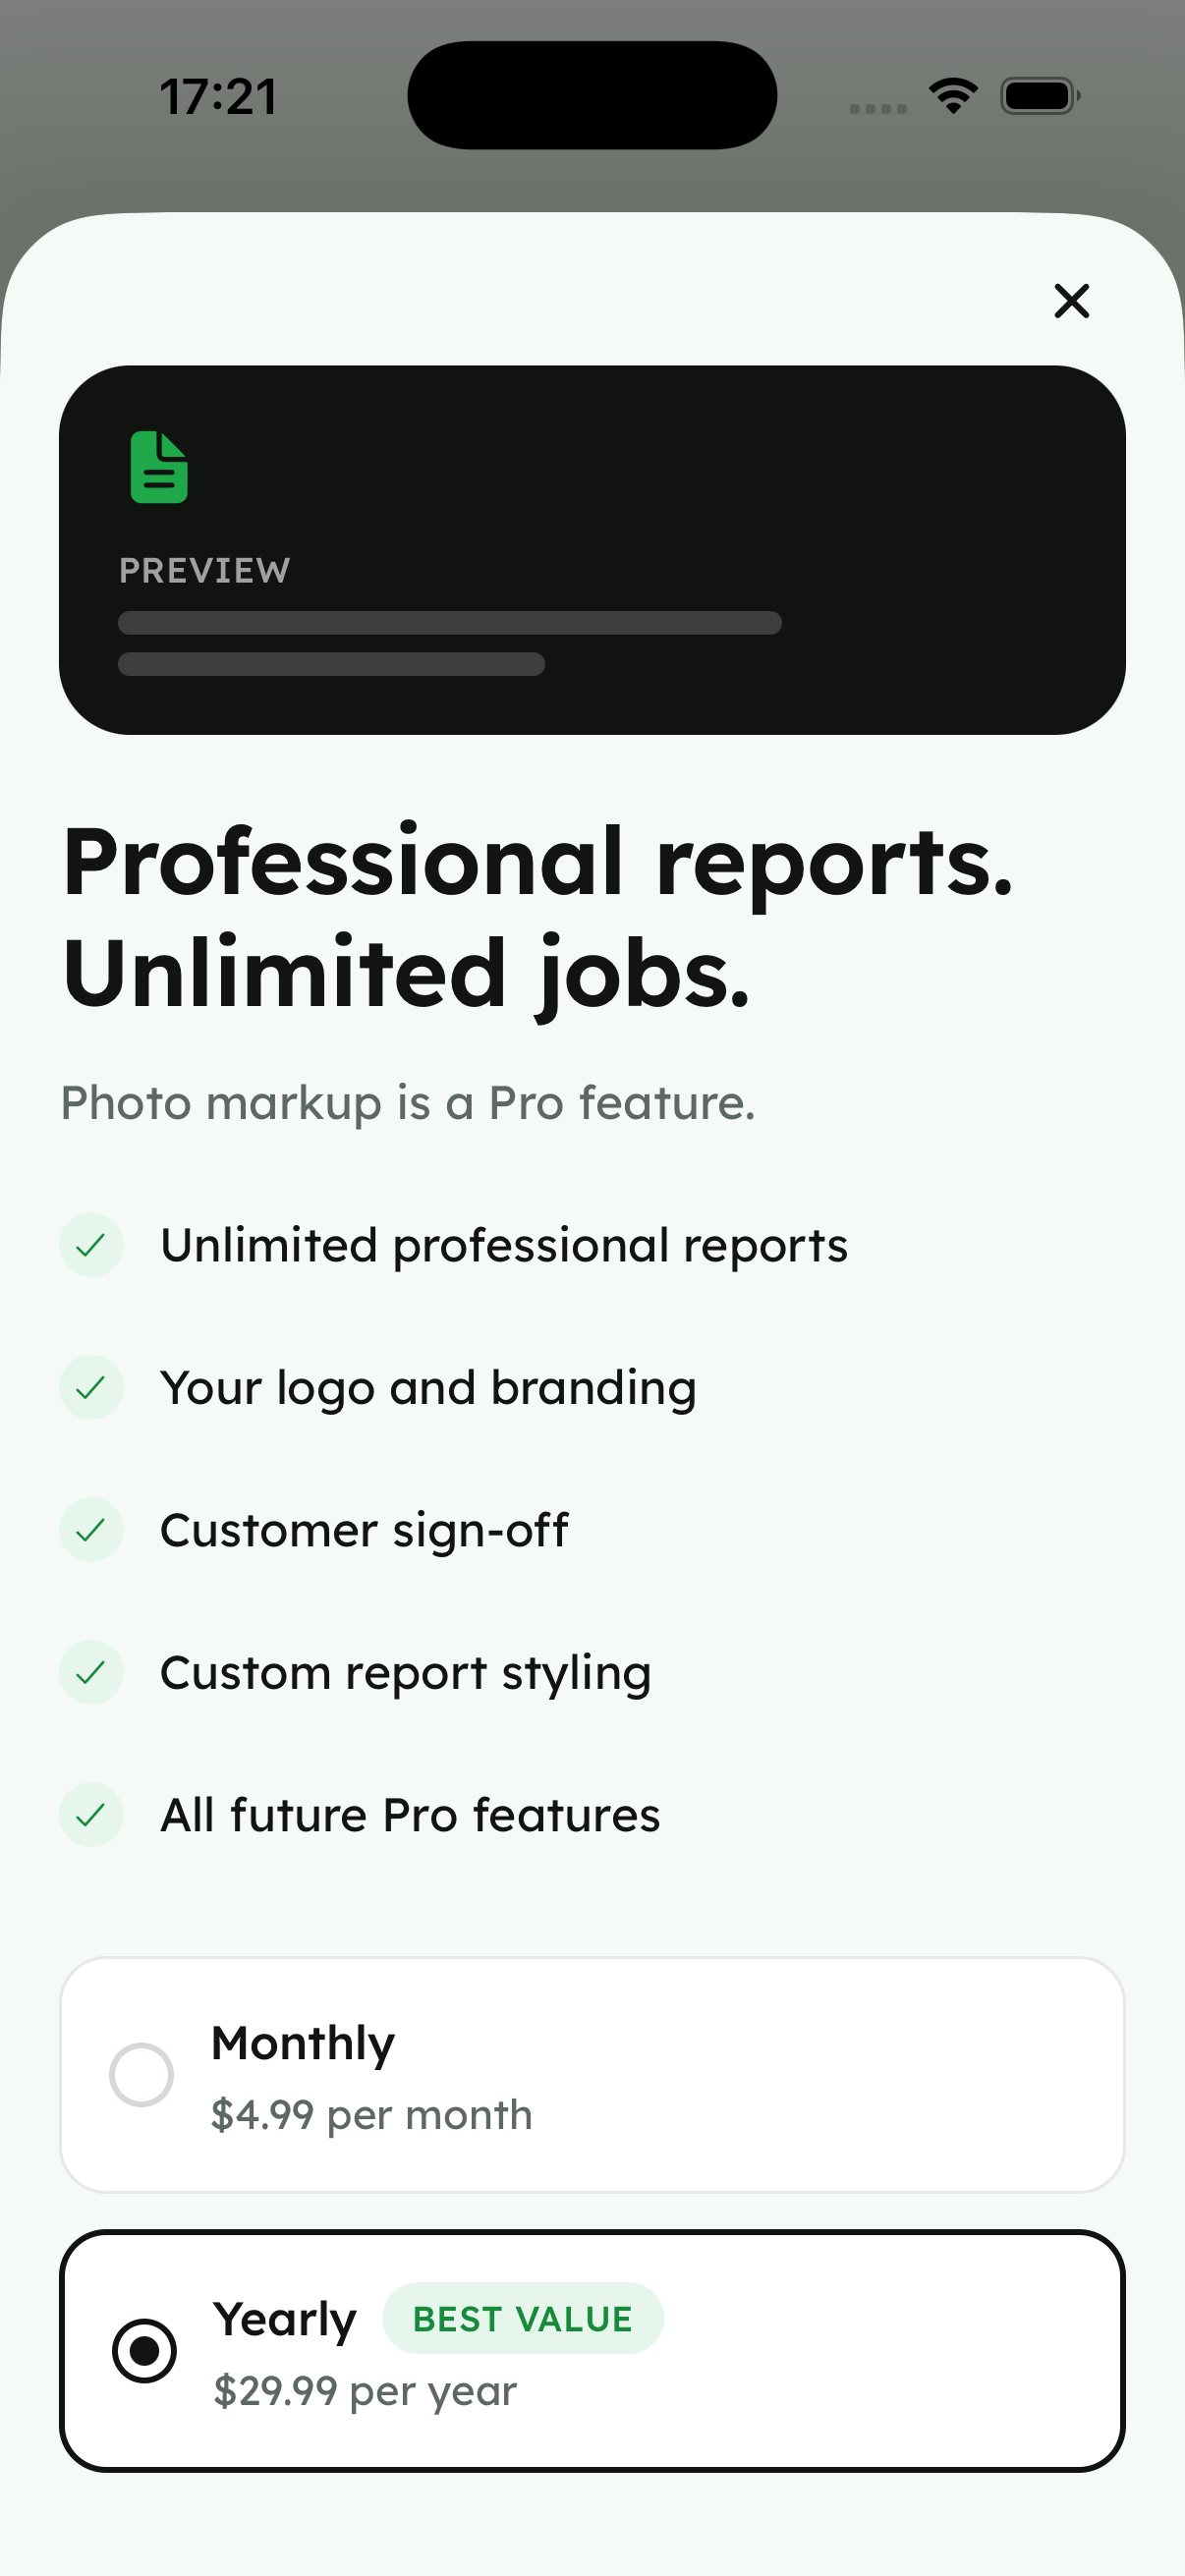 17:21
PREVIEW
Professional reports.
Unlimited jobs.
Photo markup is a Pro feature.
Unlimited professional reports
Your logo and branding
Customer sign-off
Custom report styling
All future Pro features
Monthly
$4.99 per month
Yearly BEST VALUE
$29.99 per year